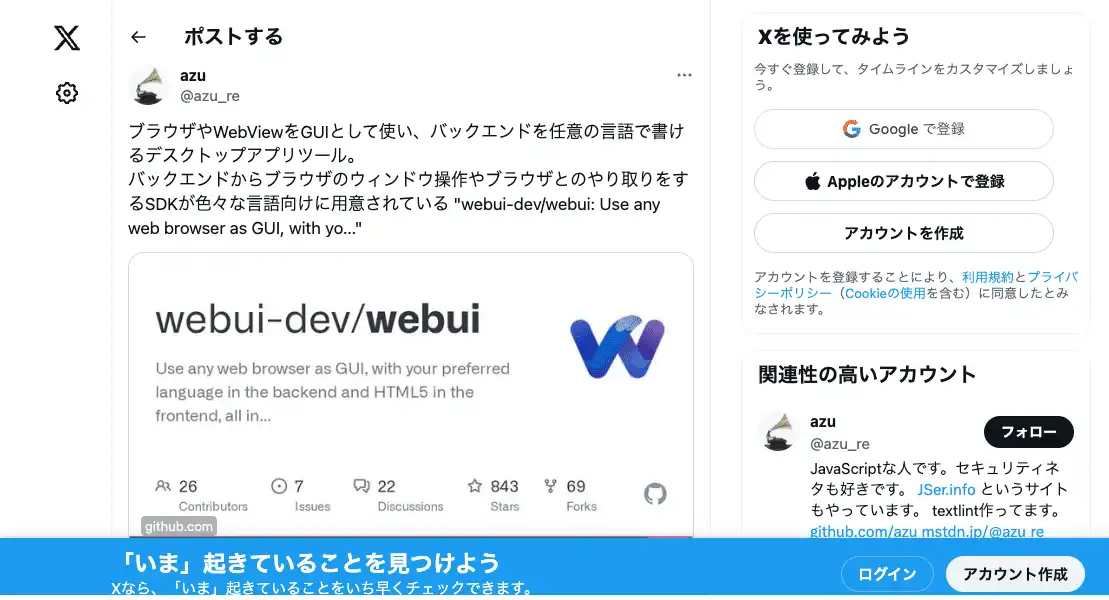 ポストする
azu
@azu_re
ブラウザやWebViewをGUIとして使い、バックエンドを任意の言語で書け
るデスクトップアプリツール。
バックエンドからブラウザのウィンドウ操作やブラウザとのやり取りをす
るSDKが色々な言語向けに用意されている "webui-dev/webui: Use any
web browser as GUI, with yo..."
webui-dev/webui
Use any web browser as GUI, with your preferred
language in the backend and HTML5 in the
frontend, all in...
26 7 22 843 69
Contributors Issues Discussions Stars Forks
github.com
Xを使ってみよう
今すぐ登録して、タイムラインをカスタマイズしましょ
う。
Google で登録
Appleのアカウントで登録
アカウントを作成
アカウントを登録することにより、利用規約とプライバ
シーポリシー（Cookieの使用を含む）に同意したとみ
なされます。
関連性の高いアカウント
azu
@azu_re
フォロー
JavaScriptな人です。セキュリティネ
タも好きです。 JSer.info というサイト
もやっています。 textlint作ってます。
github.com/azu mstdn.jp/@azu_re
「いま」起きていることを見つけよう
Xなら、「いま」起きていることをいち早くチェックできます。
ログイン
アカウント作成